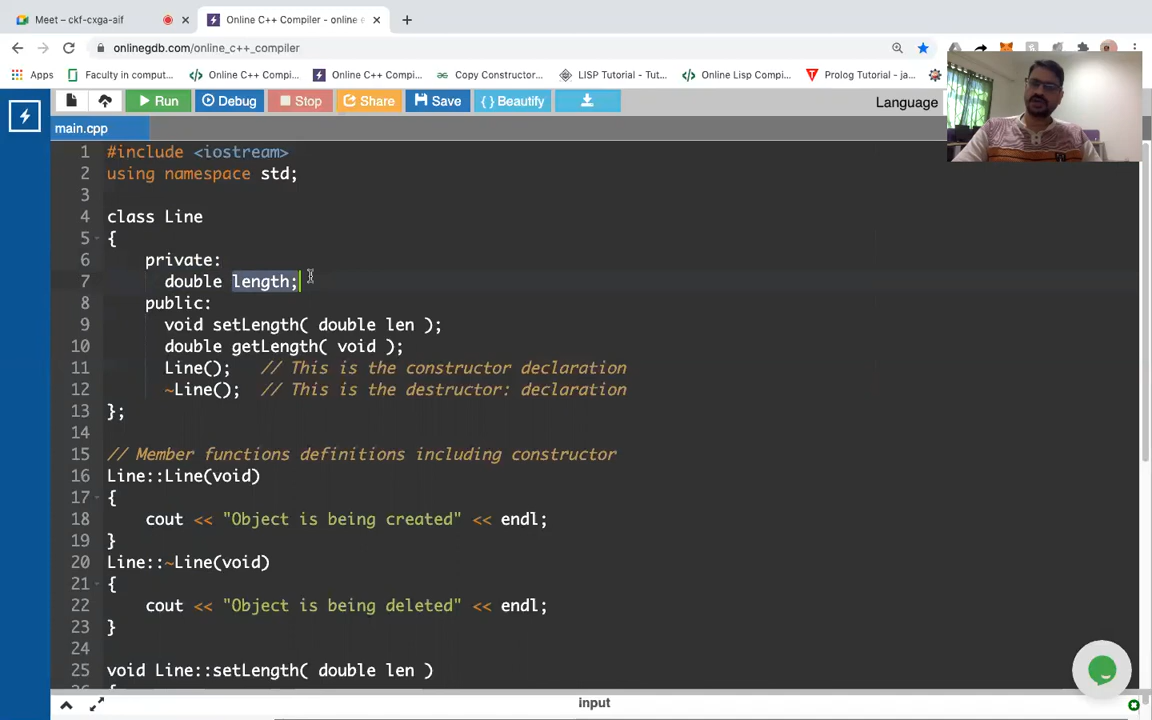 Meet – ckf-cxga-aif
Online C++ Compiler - online e
onlinegdb.com/online_c++_compiler
Apps
Faculty in comput...
Online C++ Compi...
Online C++ Compi...
Copy Constructor...
LISP Tutorial - Tut...
Online Lisp Compi...
Prolog Tutorial - ja...
Run
Debug
Stop
Share
Save
{ } Beautify
Language
main.cpp
1 #include <iostream>
2 using namespace std;
3
4 class Line
5 {
6 private:
7 double length;
8 public:
9 void setLength( double len );
10 double getLength( void );
11 Line(); // This is the constructor declaration
12 ~Line(); // This is the destructor: declaration
13 };
14
15 // Member functions definitions including constructor
16 Line::Line(void)
17 {
18 cout << "Object is being created" << endl;
19 }
20 Line::~Line(void)
21 {
22 cout << "Object is being deleted" << endl;
23 }
24
25 void Line::setLength( double len )
input